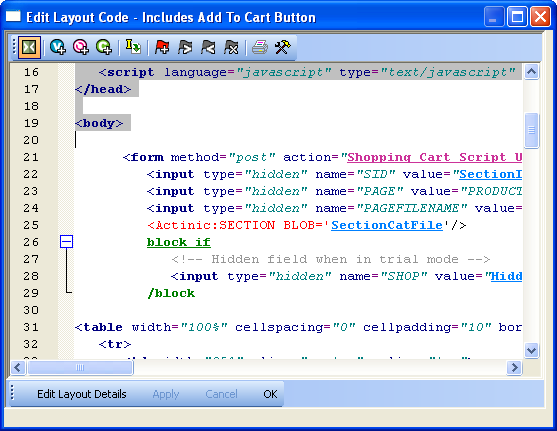 Edit Layout Code - Includes Add To Cart Button
16 <script language="javascript" type="text/javascript"
17 </head>
18
19 <body>
20
21 <form method="post" action="Shopping Cart Script U
22 <input type="hidden" name="SID" value="SectionI
23 <input type="hidden" name="PAGE" value="PRODUCT
24 <input type="hidden" name="PAGEFILENAME" value=
25 <Actinic:SECTION BLOB='SectionCatFile'/>
26 block if
27 <!-- Hidden field when in trial mode -->
28 <input type="hidden" name="SHOP" value="Hidd
29 /block
30
31 <table width="100%" cellspacing="0" cellpadding="10" bor
32 <tr>
Edit Layout Details Apply Cancel OK